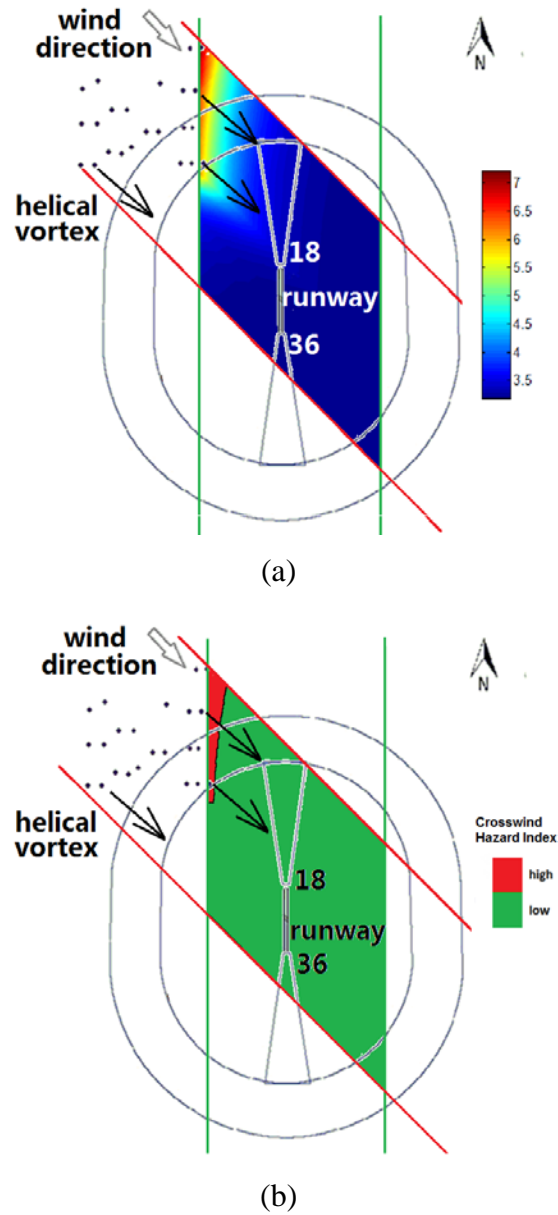 wind
direction
N
helical
vortex
18
runway
36
7
6.5
6
5.5
5
4.5
4
3.5
(a)
wind
direction
N
helical
vortex
Crosswind
Hazard Index
high
low
18
runway
36
(b)